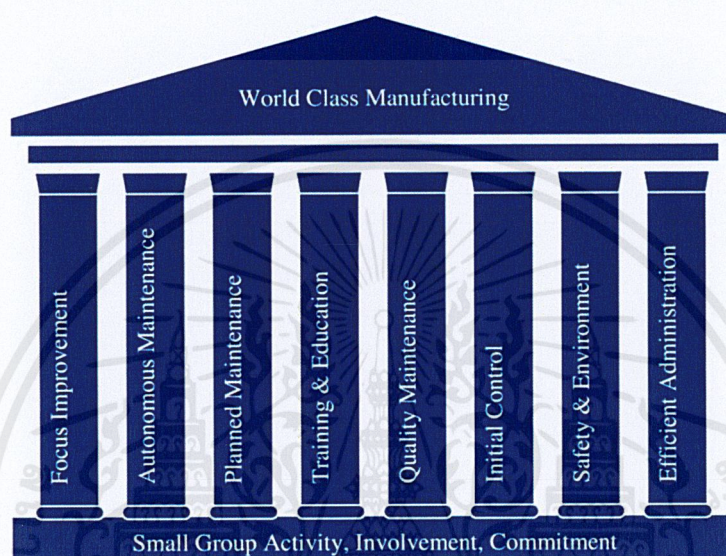 World Class Manufacturing
Focus Improvement
Autonomous Maintenance
Planned Maintenance
Training & Education
Quality Maintenance
Initial Control
Safety & Environment
Efficient Administration
Small Group Activity, Involvement, Commitment